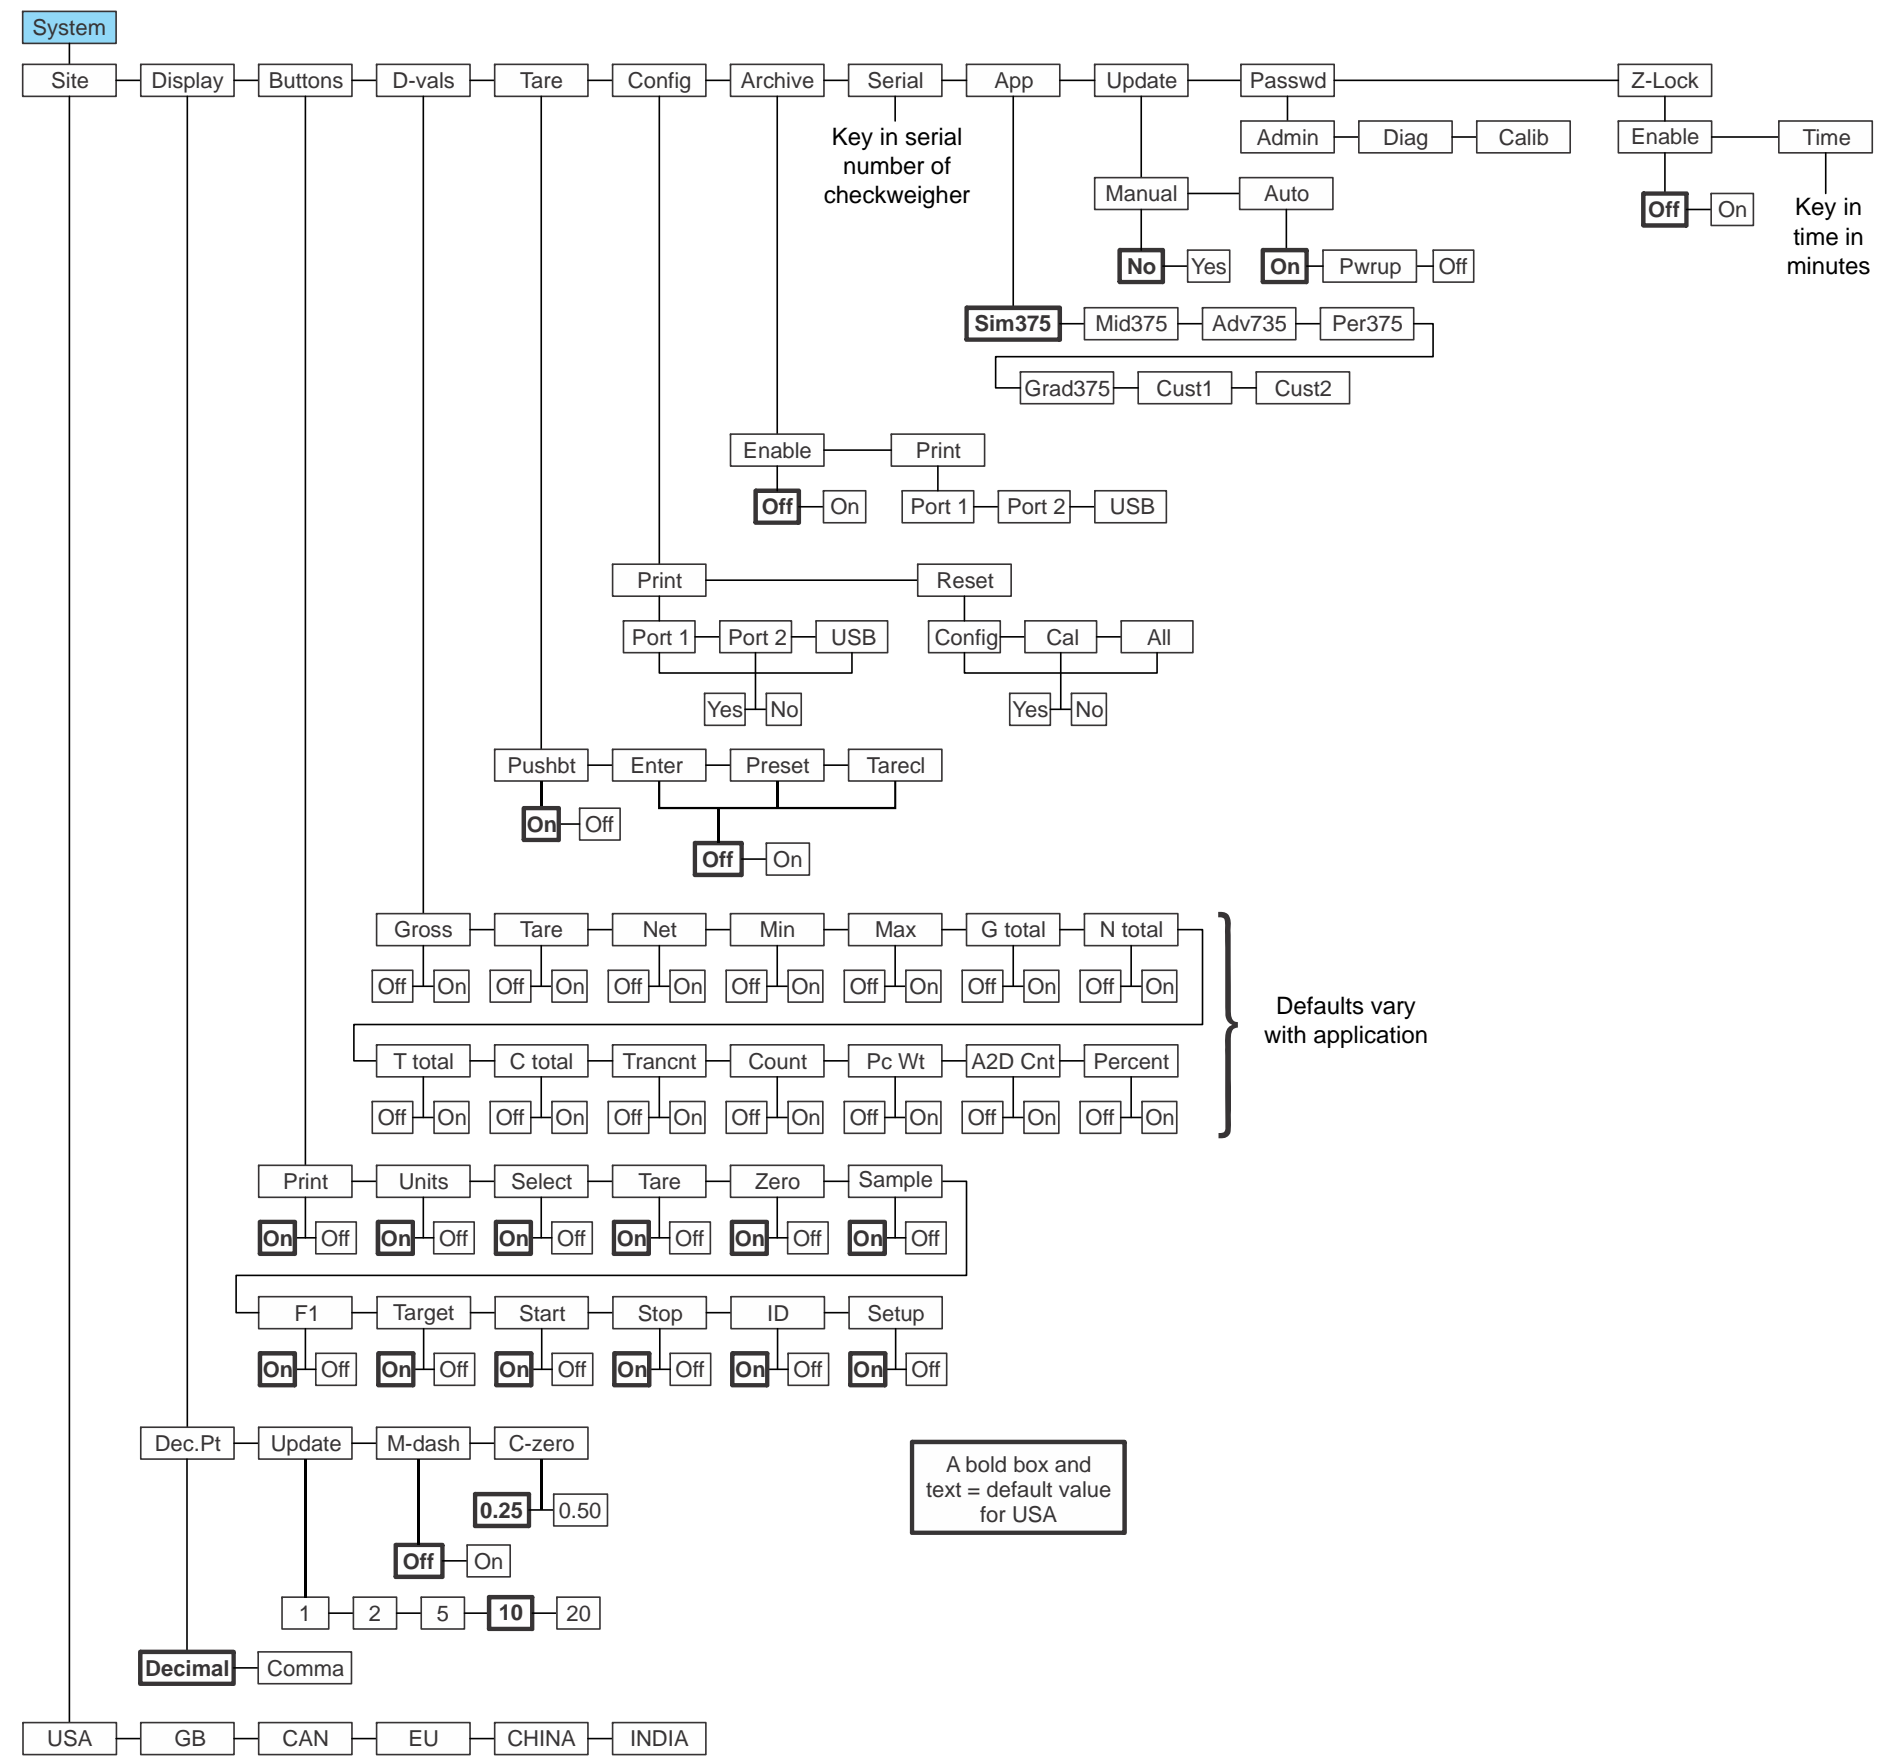 System
Site Display Buttons D-vals Tare Config Archive Serial App Update Passwd Z-Lock
Key in serial
number of
checkweigher
Admin Diag Calib Enable Time
Manual Auto
Off On
Key in
time in
minutes
No Yes On Pwrup Off
Sim375 Mid375 Adv735 Per375
Grad375 Cust1 Cust2
Enable Print
Off On Port 1 Port 2 USB
Print Reset
Port 1 Port 2 USB Config Cal All
Yes No Yes No
Pushbt Enter Preset Tarecl
On Off
Off On
Gross Tare Net Min Max G total N total
Off On Off On Off On Off On Off On Off On Off On
Defaults vary
with application
T total C total Trancnt Count Pc Wt A2D Cnt Percent
Off On Off On Off On Off On Off On Off On Off On
Print Units Select Tare Zero Sample
On Off On Off On Off On Off On Off On Off
F1 Target Start Stop ID Setup
On Off On Off On Off On Off On Off On Off
Dec.Pt Update M-dash C-zero
A bold box and
text = default value
for USA
0.25 0.50
Off On
1 2 5 10 20
Decimal Comma
USA GB CAN EU CHINA INDIA